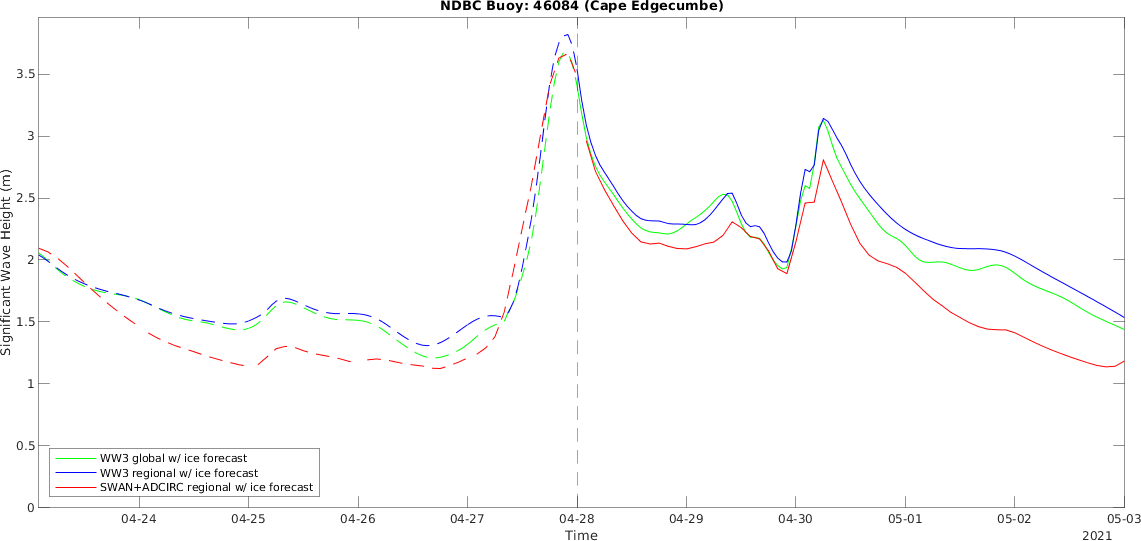 NDBC Buoy: 46084 (Cape Edgecumbe)
Significant Wave Height (m)
3.5
3
2.5
2
1.5
1
0.5
0
WW3 global w/ ice forecast
WW3 regional w/ ice forecast
SWAN+ADCIRC regional w/ ice forecast
04-24 04-25 04-26 04-27 04-28 04-29 04-30 05-01 05-02 05-03
Time
2021